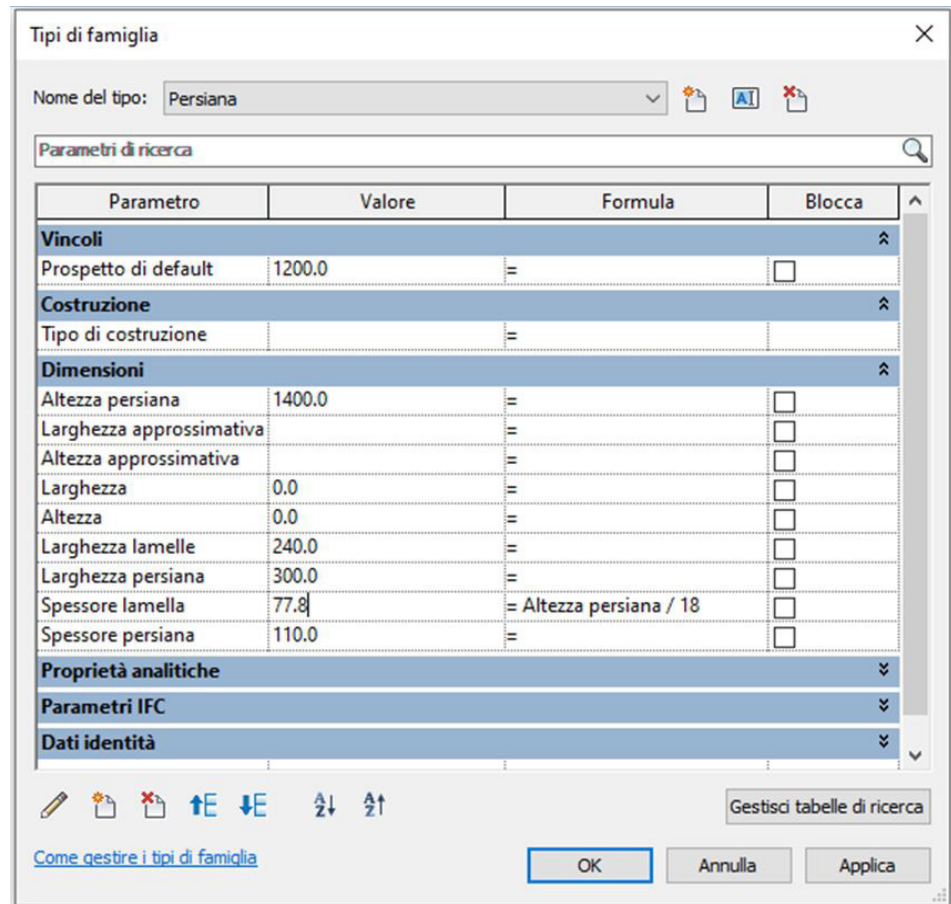 Tipi di famiglia
Nome del tipo: Persiana
Parametri di ricerca
Parametro Valore Formula Blocca
Vincoli
Prospetto di default 1200.0 =
Costruzione
Tipo di costruzione =
Dimensioni
Altezza persiana 1400.0 =
Larghezza approssimativa =
Altezza approssimativa =
Larghezza 0.0 =
Altezza 0.0 =
Larghezza lamelle 240.0 =
Larghezza persiana 300.0 =
Spessore lamella 77.8 = Altezza persiana / 18
Spessore persiana 110.0 =
Proprietà analitiche
Parametri IFC
Dati identità
Gestisci tabelle di ricerca
Come gestire i tipi di famiglia
OK Annulla Applica